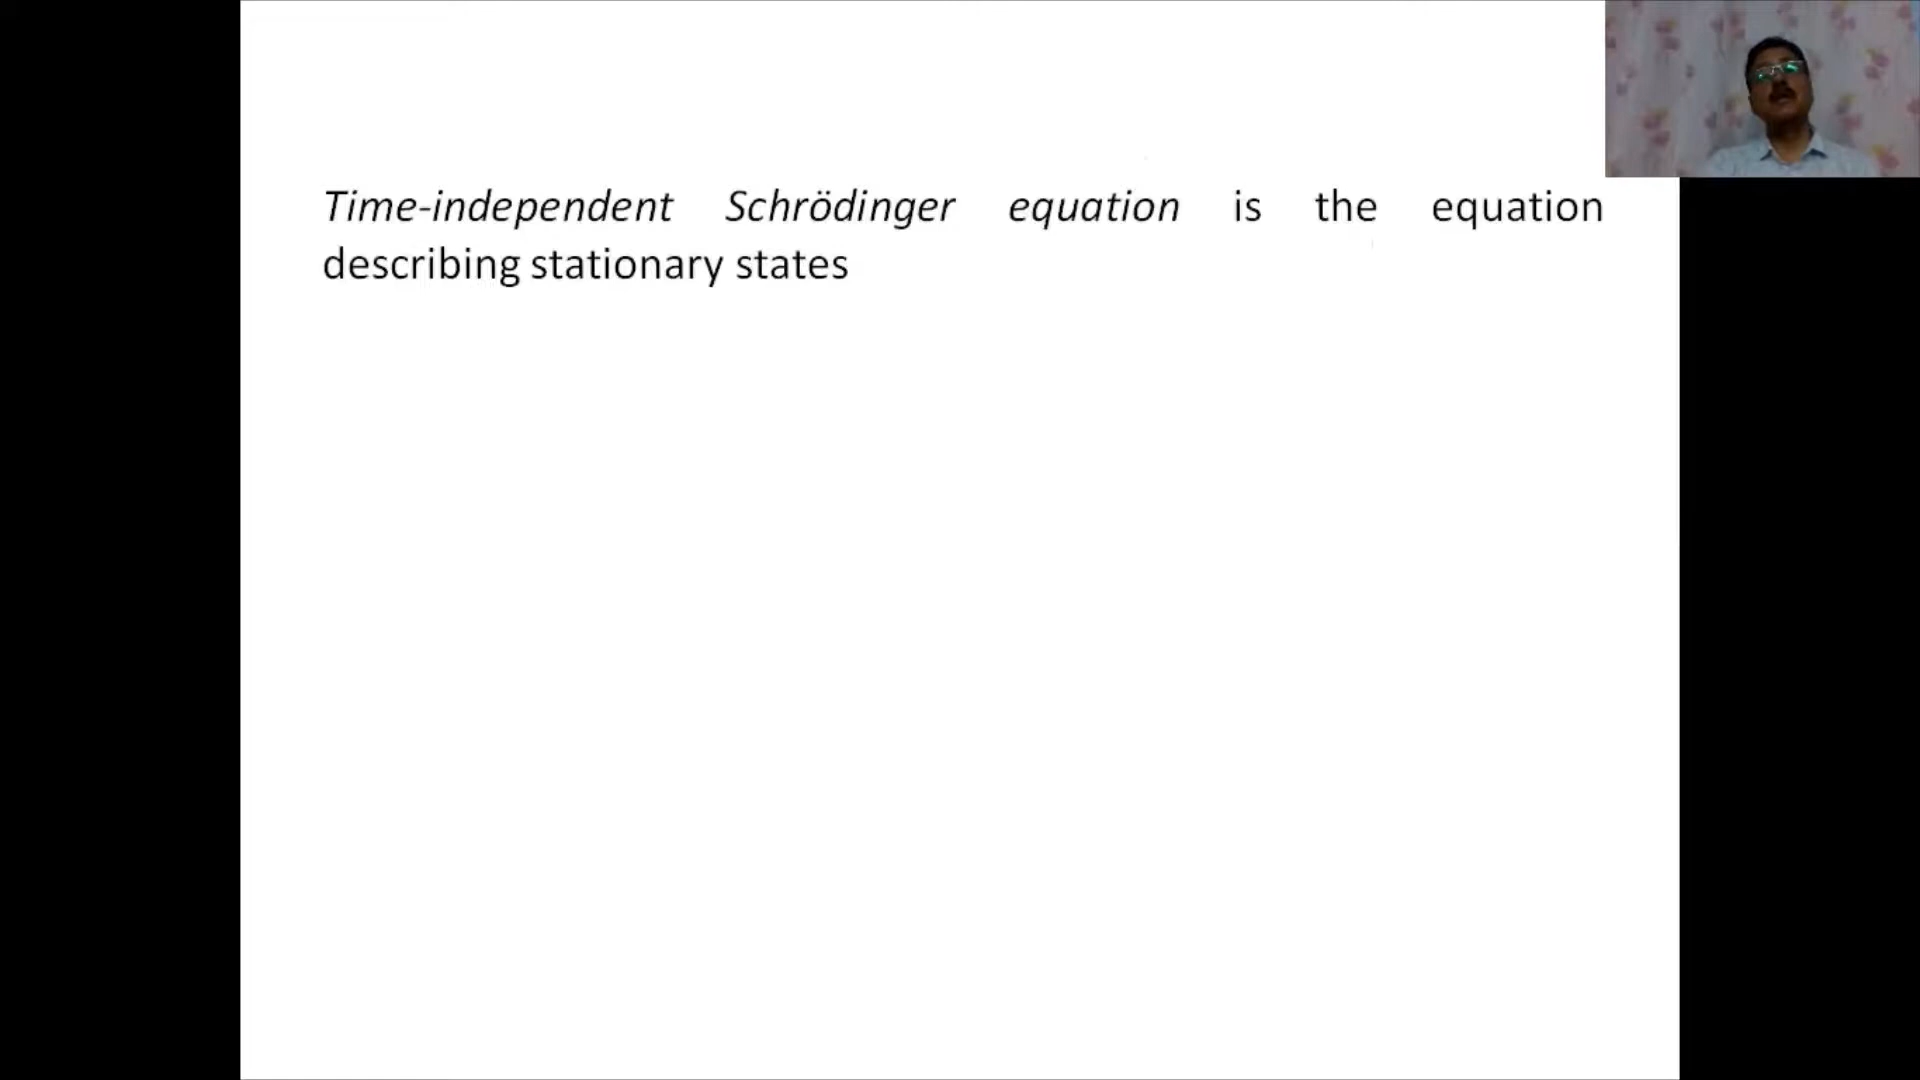 Time-independent Schrödinger equation is the equation
describing stationary states